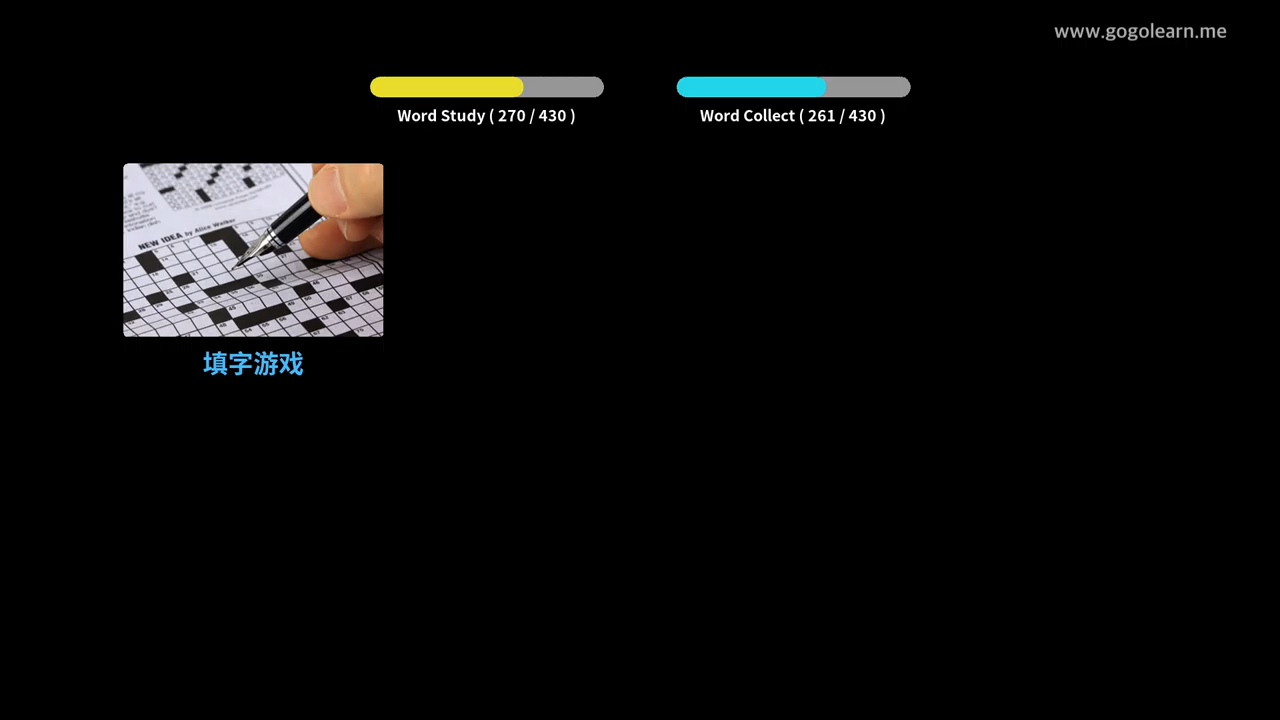 www.gogolearn.me
Word Study ( 270 / 430 )
Word Collect ( 261 / 430 )
NEW IDEA by Alice Walker
填字游戏